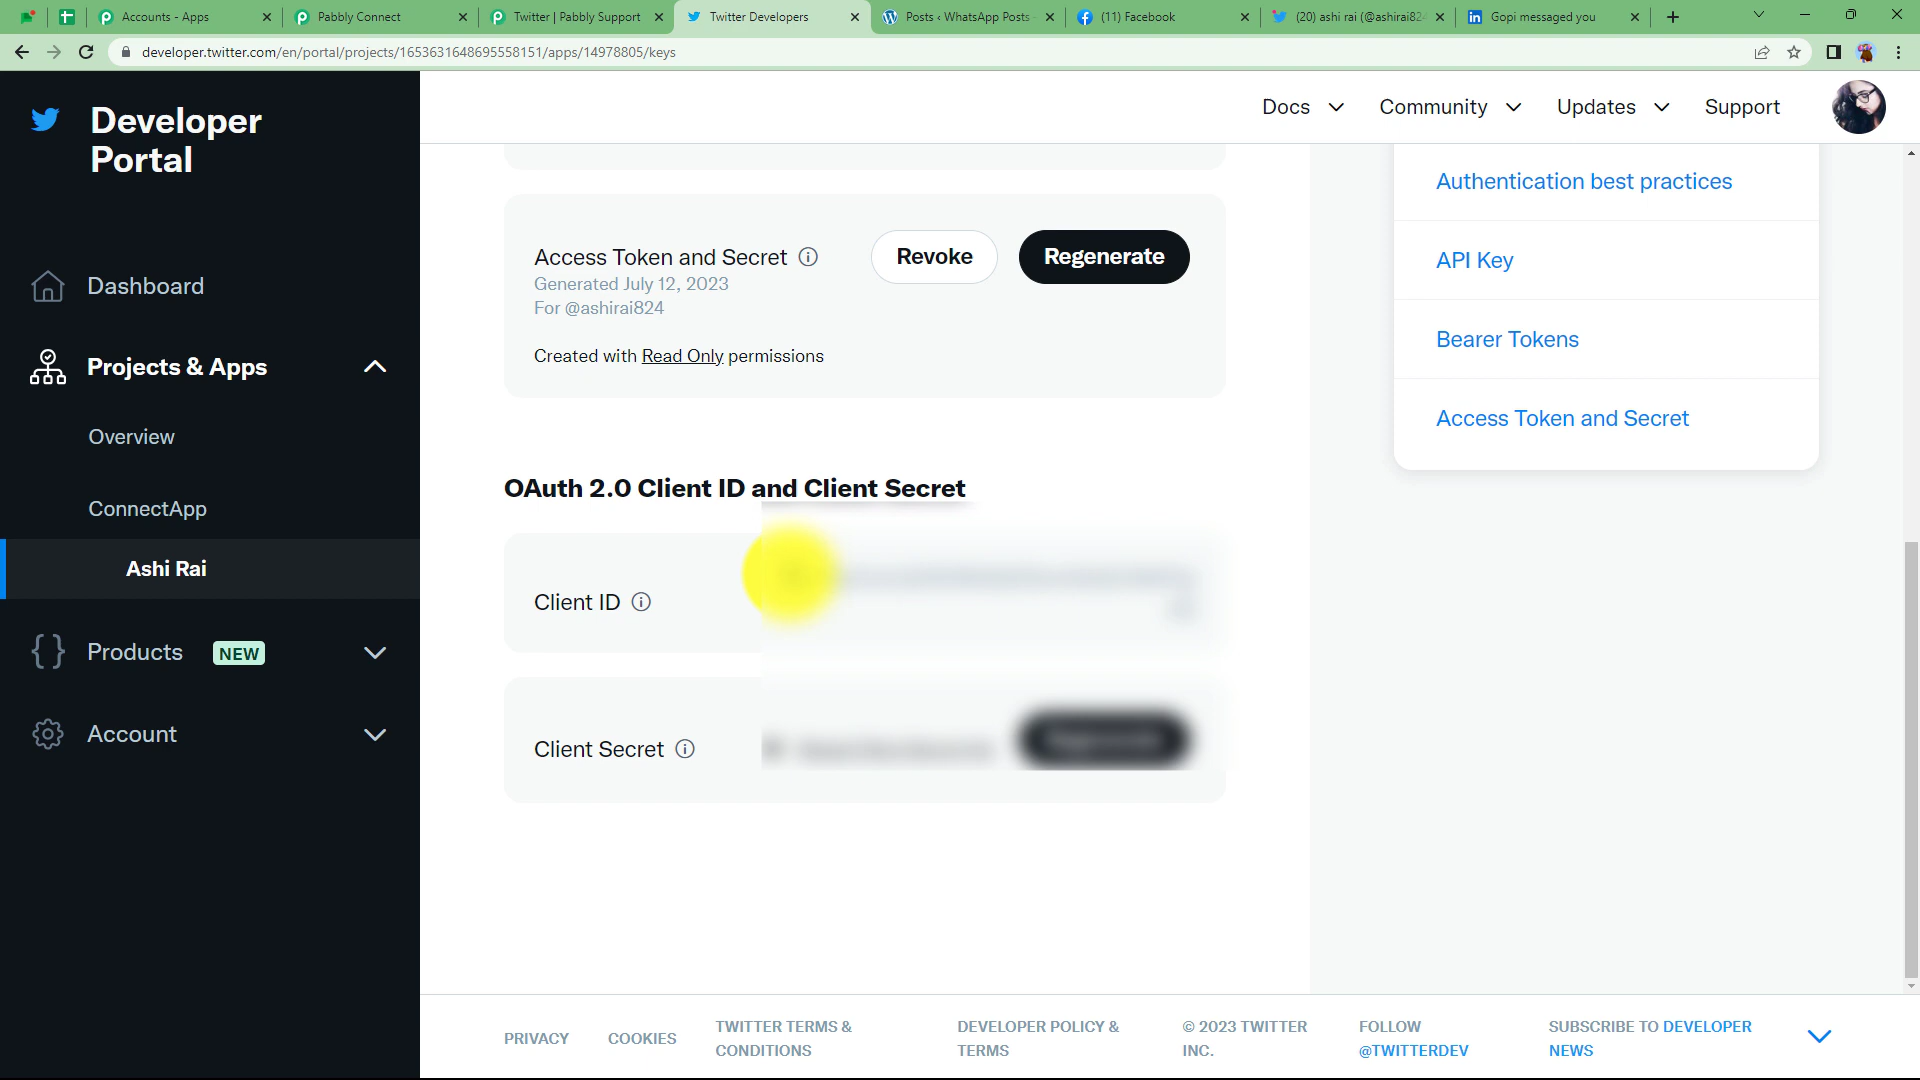 Accounts - Apps
Pabbly Connect
Twitter | Pabbly Support
Twitter Developers
Posts ‹ WhatsApp Posts -
(11) Facebook
(20) ashi rai (@ashirai824
Gopi messaged you
developer.twitter.com/en/portal/projects/1653631648695558151/apps/14978805/keys
Developer
Portal
Docs
Community
Updates
Support
Dashboard
Projects & Apps
Overview
ConnectApp
Ashi Rai
Products NEW
Account
Access Token and Secret
Generated July 12, 2023
For @ashirai824
Revoke
Regenerate
Created with Read Only permissions
OAuth 2.0 Client ID and Client Secret
Client ID
Client Secret
Authentication best practices
API Key
Bearer Tokens
Access Token and Secret
PRIVACY
COOKIES
TWITTER TERMS &
CONDITIONS
DEVELOPER POLICY &
TERMS
© 2023 TWITTER
INC.
FOLLOW
@TWITTERDEV
SUBSCRIBE TO DEVELOPER
NEWS